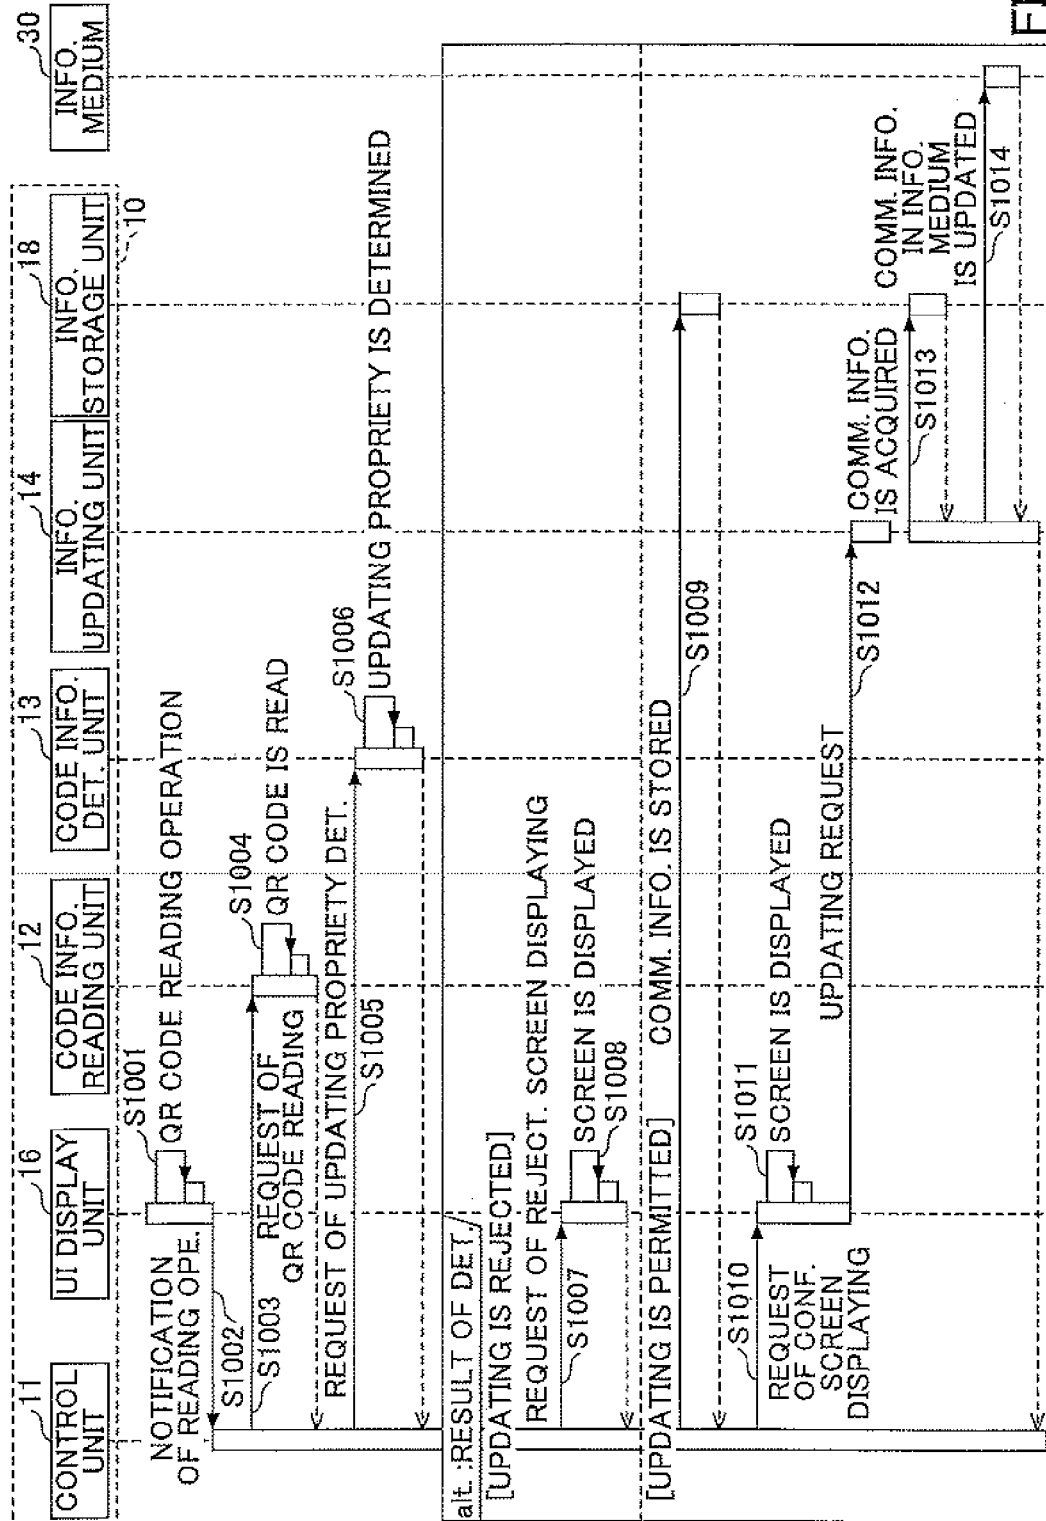 11
CONTROL
UNIT
16
UI DISPLAY
UNIT
12
CODE INFO.
READING UNIT
13
CODE INFO.
DET. UNIT
14
INFO.
UPDATING UNIT
18
INFO.
STORAGE UNIT
30
INFO.
MEDIUM
10
S1001
QR CODE READING OPERATION
NOTIFICATION
OF READING OPE.
S1002
S1003
REQUEST OF
QR CODE READING
S1004
QR CODE IS READ
REQUEST OF UPDATING PROPRIETY DET.
S1005
S1006
UPDATING PROPRIETY IS DETERMINED
alt. :RESULT OF DET.
[UPDATING IS REJECTED]
REQUEST OF REJECT. SCREEN DISPLAYING
S1007
SCREEN IS DISPLAYED
S1008
[UPDATING IS PERMITTED]
COMM. INFO. IS STORED
S1009
S1010
REQUEST
OF CONF.
SCREEN
DISPLAYING
S1011
SCREEN IS DISPLAYED
UPDATING REQUEST
S1012
COMM. INFO.
IS ACQUIRED
S1013
COMM. INFO.
IN INFO.
MEDIUM
IS UPDATED
S1014